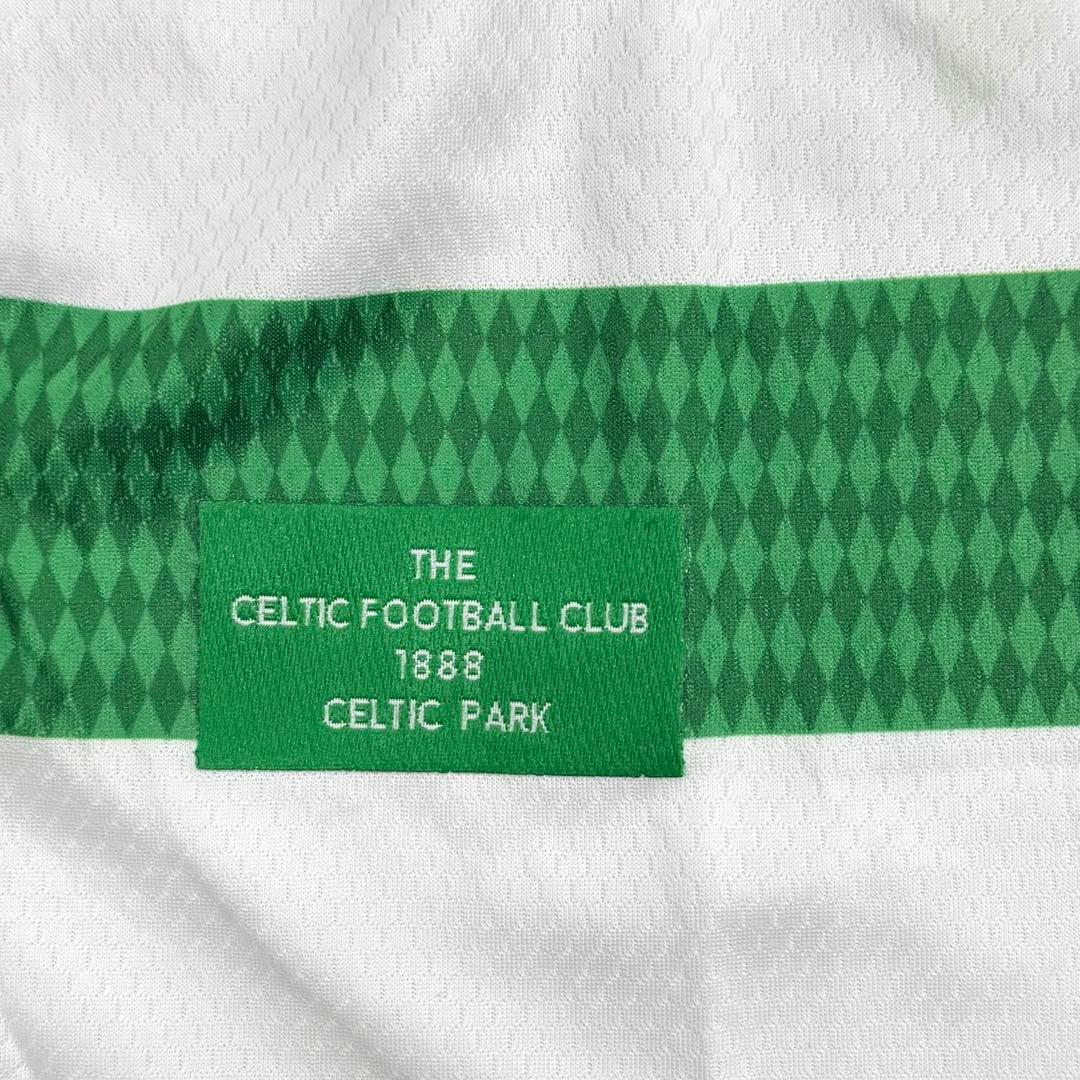 THE
CELTIC FOOTBALL CLUB
1888
CELTIC PARK